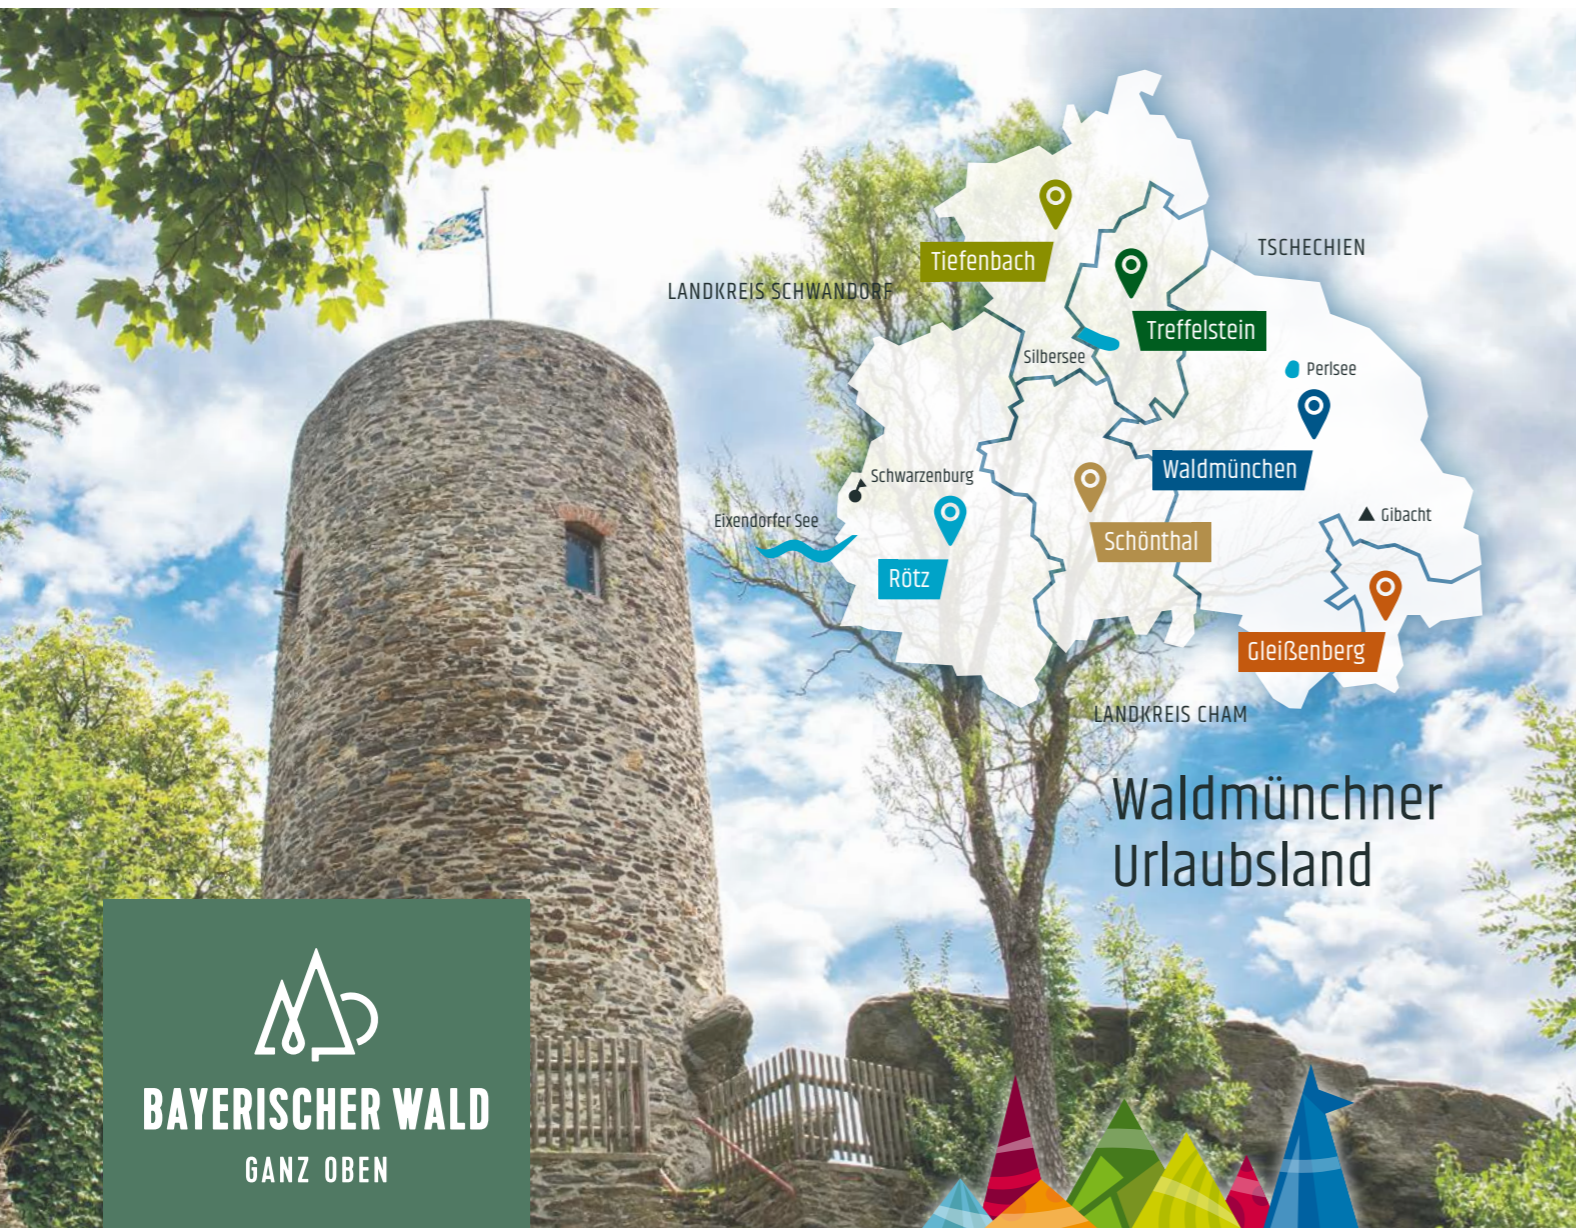 TSCHECHIEN
Tiefenbach
LANDKREIS SCHWANDORF
Treffelstein
Silbersee
Perlsee
Waldmünchen
Schwarzenburg
Eixendorfer See
Gibacht
Schönthal
Rötz
Gleißenberg
LANDKREIS CHAM
Waldmünchner
Urlaubsland
BAYERISCHER WALD
GANZ OBEN